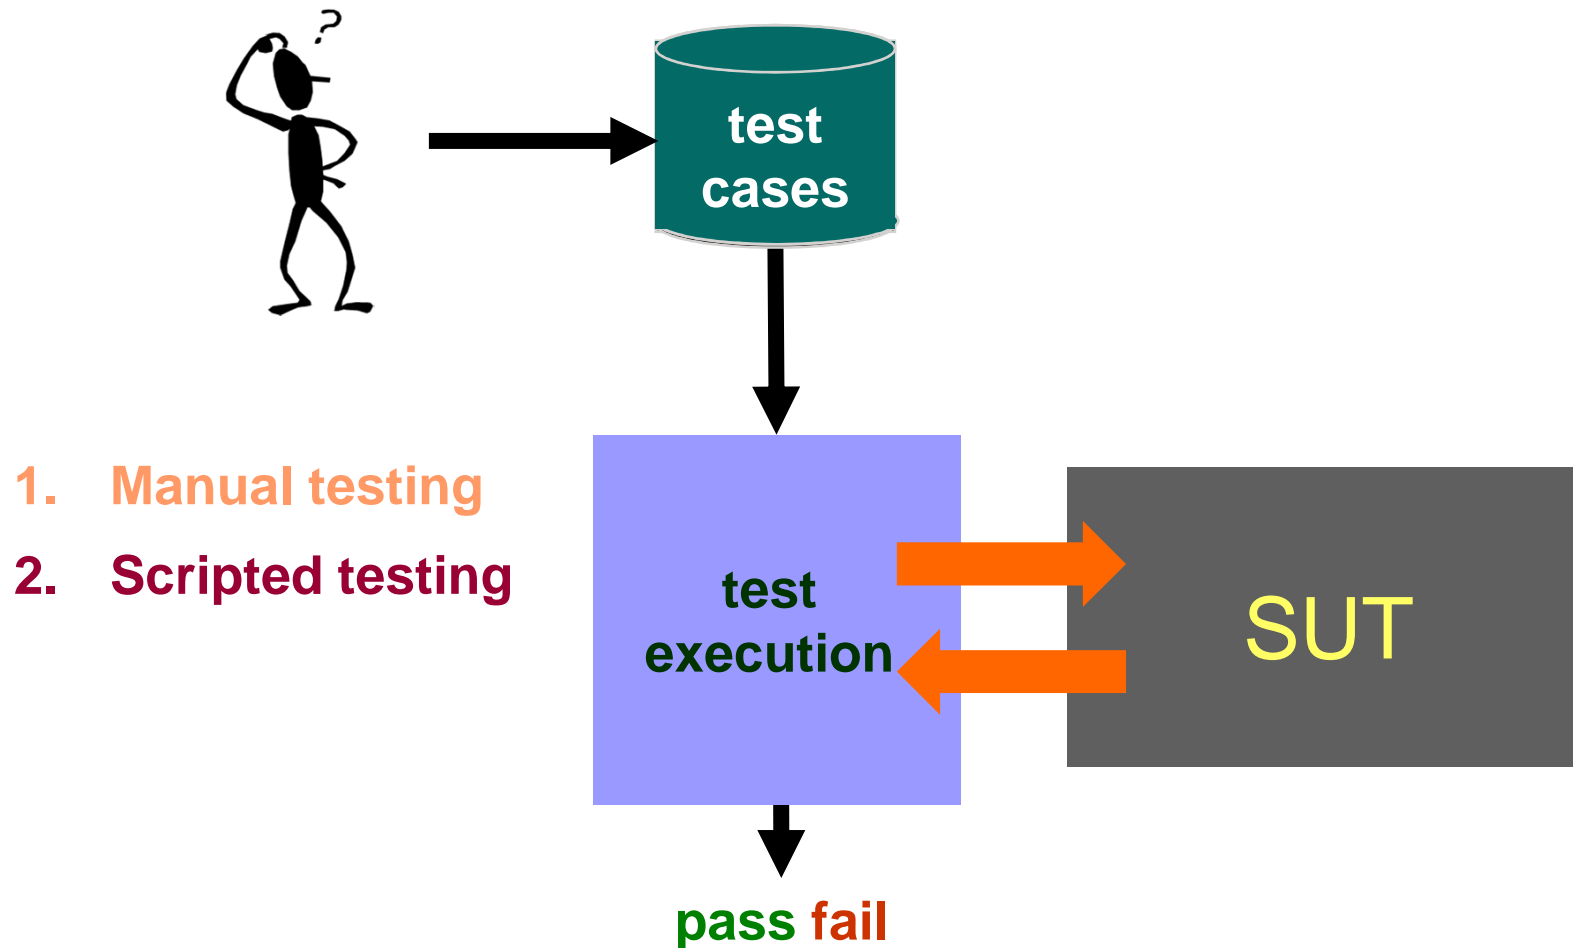 ?
test
cases
1. Manual testing
2. Scripted testing
test
execution
SUT
pass fail